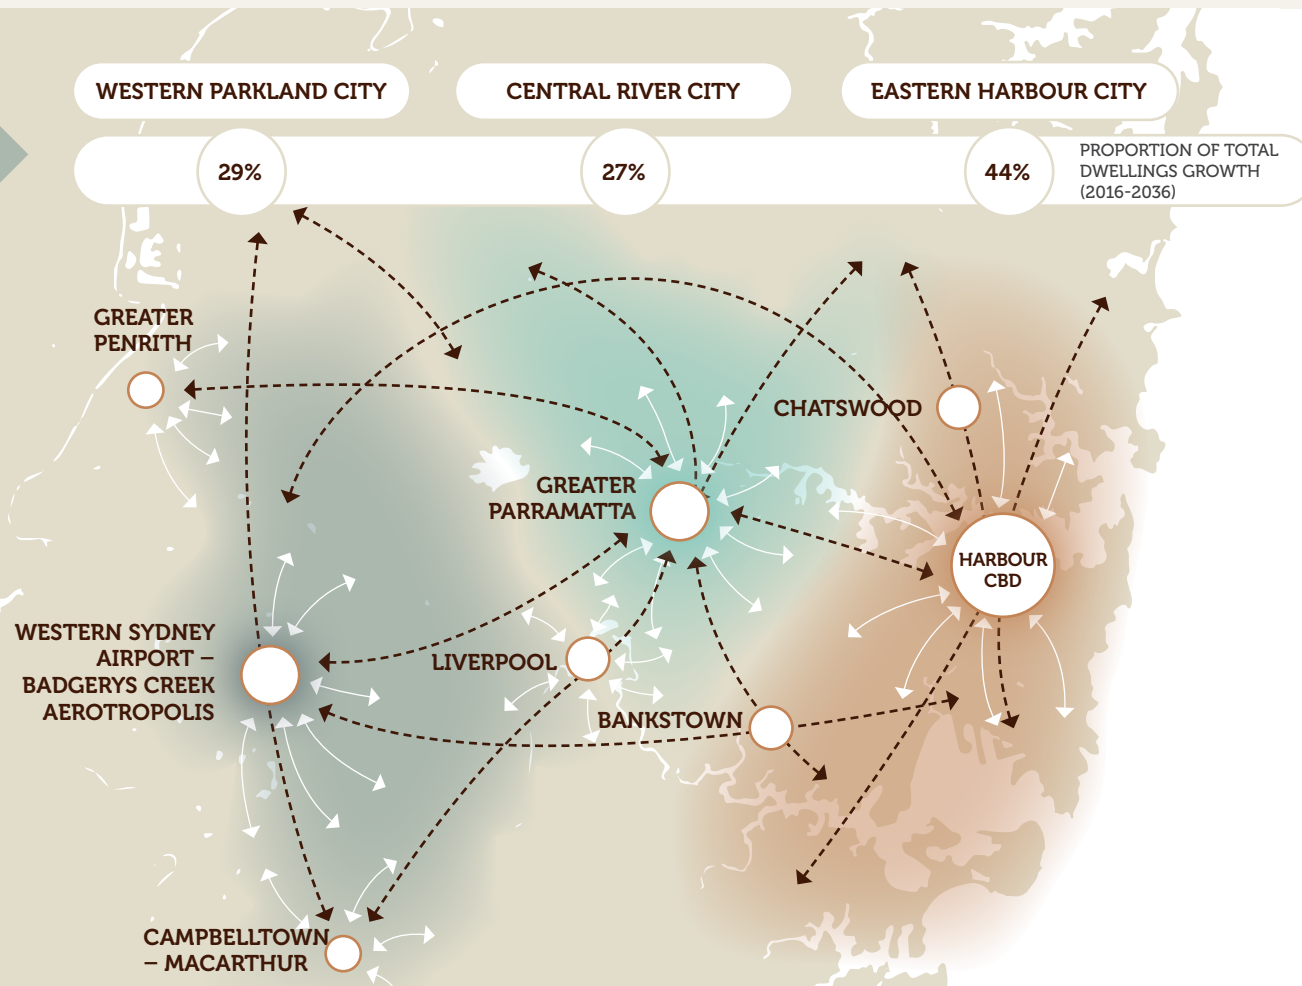 WESTERN PARKLAND CITY
CENTRAL RIVER CITY
EASTERN HARBOUR CITY
29%
27%
44%
PROPORTION OF TOTAL
DWELLINGS GROWTH
(2016-2036)
GREATER
PENRITH
CHATSWOOD
GREATER
PARRAMATTA
HARBOUR
CBD
WESTERN SYDNEY
AIRPORT –
BADGERYS CREEK
AEROTROPOLIS
LIVERPOOL
BANKSTOWN
CAMPBELLTOWN
– MACARTHUR